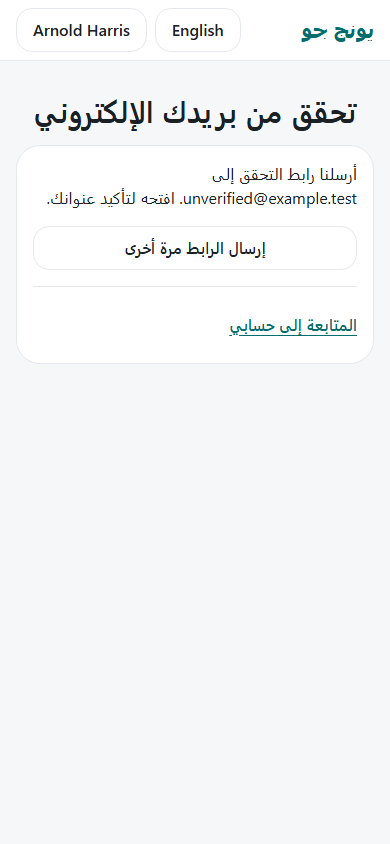 يونج جو
English
Arnold Harris
تحقق من بريدك الإلكتروني
أرسلنا رابط التحقق إلى
unverified@example.test. افتحه لتأكيد عنوانك.
إرسال الرابط مرة أخرى
المتابعة إلى حسابي